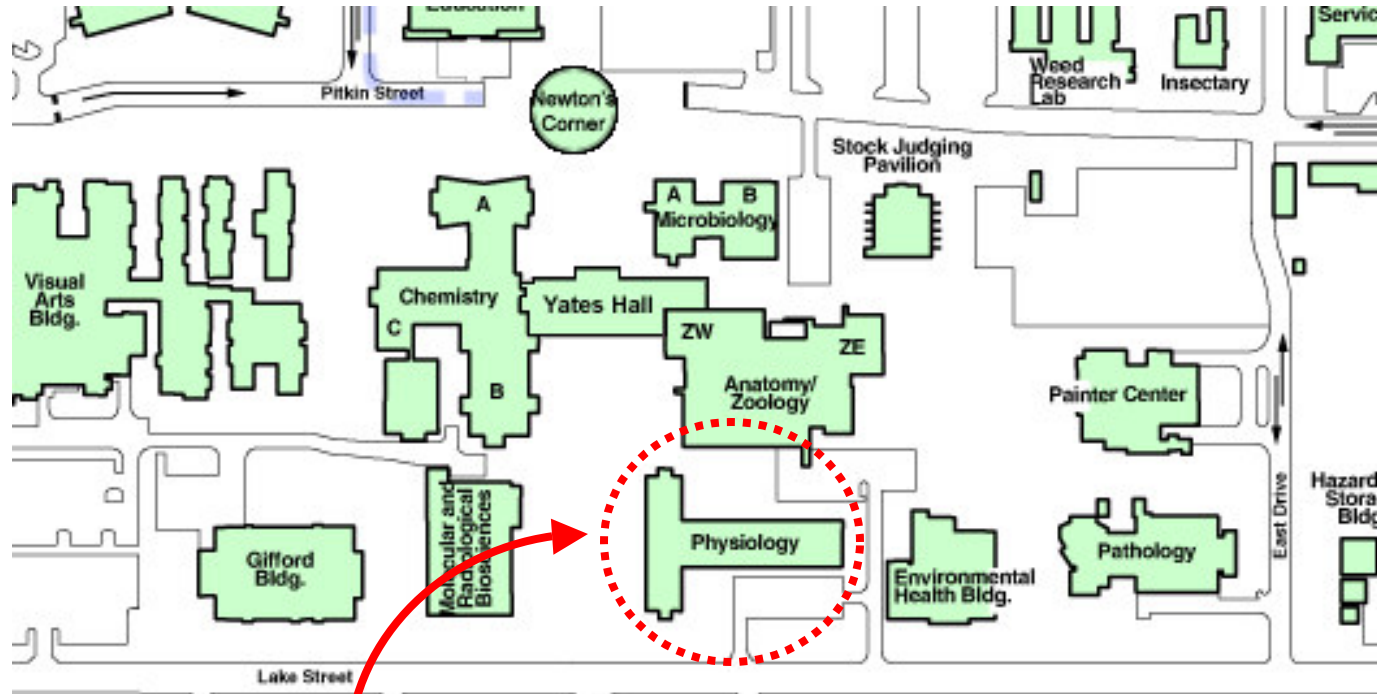 Education
Servic
Weed
Research
Lab
Insectary
Pitkin Street
Newton's
Corner
Stock Judging
Pavilion
A
A B
Microbiology
Visual
Arts
Bldg.
Chemistry
Yates Hall
C
ZW
ZE
B
Anatomy/
Zoology
Painter Center
Molecular and
Radiological
Biosciences
Hazard
Stora
Bldg
East Drive
Gifford
Bldg.
Physiology
Pathology
Environmental
Health Bldg.
Lake Street